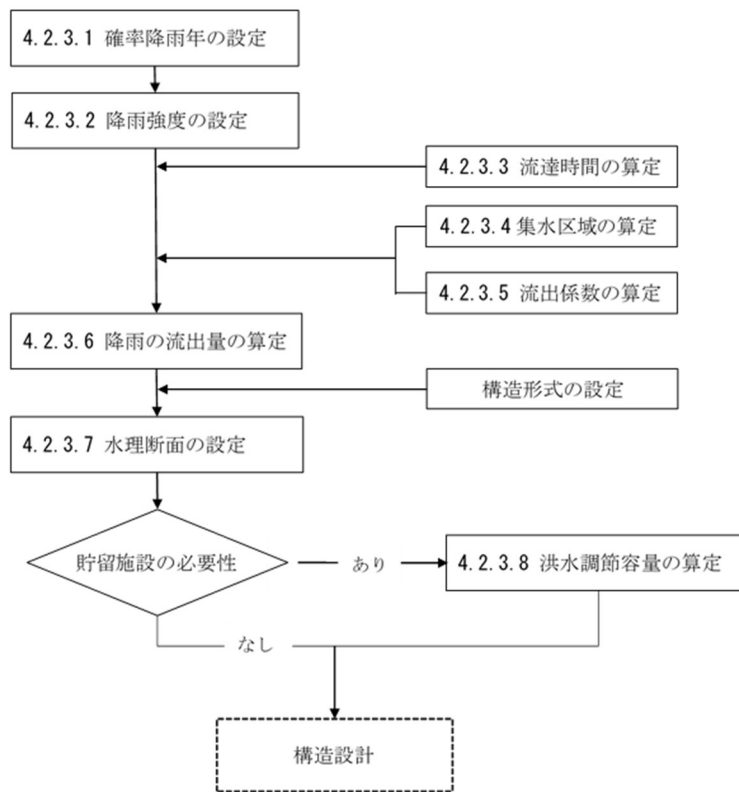 4.2.3.1 確率降雨年の設定
4.2.3.2 降雨強度の設定
4.2.3.3 流達時間の算定
4.2.3.4 集水区域の算定
4.2.3.5 流出係数の算定
4.2.3.6 降雨の流出量の算定
構造形式の設定
4.2.3.7 水理断面の設定
貯留施設の必要性
あり
4.2.3.8 洪水調節容量の算定
なし
構造設計